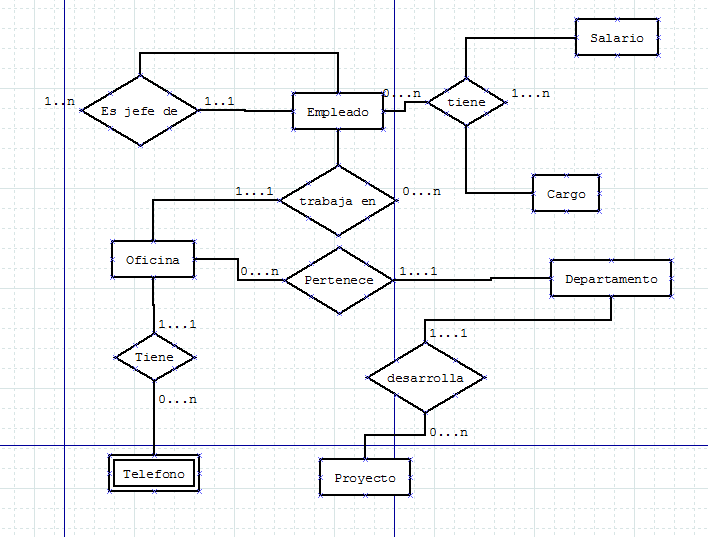 Salario
1..n
Es jefe de
1..1
Empleado
0...n
tiene
1...n
1...1
trabaja en
0...n
Cargo
Oficina
0...n
Pertenece
1...1
Departamento
1...1
1...1
Tiene
desarrolla
0...n
0...n
Telefono
Proyecto